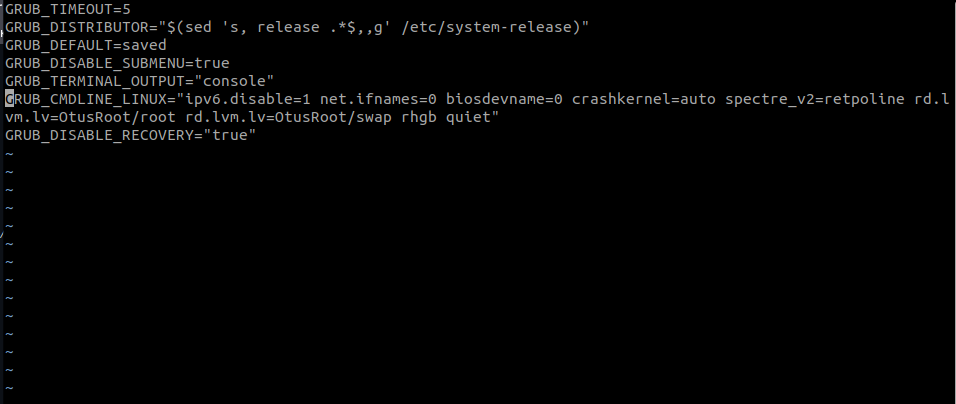 GRUB_TIMEOUT=5
GRUB_DISTRIBUTOR="$(sed 's, release .*$,,g' /etc/system-release)"
GRUB_DEFAULT=saved
GRUB_DISABLE_SUBMENU=true
GRUB_TERMINAL_OUTPUT="console"
GRUB_CMDLINE_LINUX="ipv6.disable=1 net.ifnames=0 biosdevname=0 crashkernel=auto spectre_v2=retpoline rd.l
vm.lv=OtusRoot/root rd.lvm.lv=OtusRoot/swap rhgb quiet"
GRUB_DISABLE_RECOVERY="true"
~
~
~
~
~
~
~
~
~
~
~
~
~
~